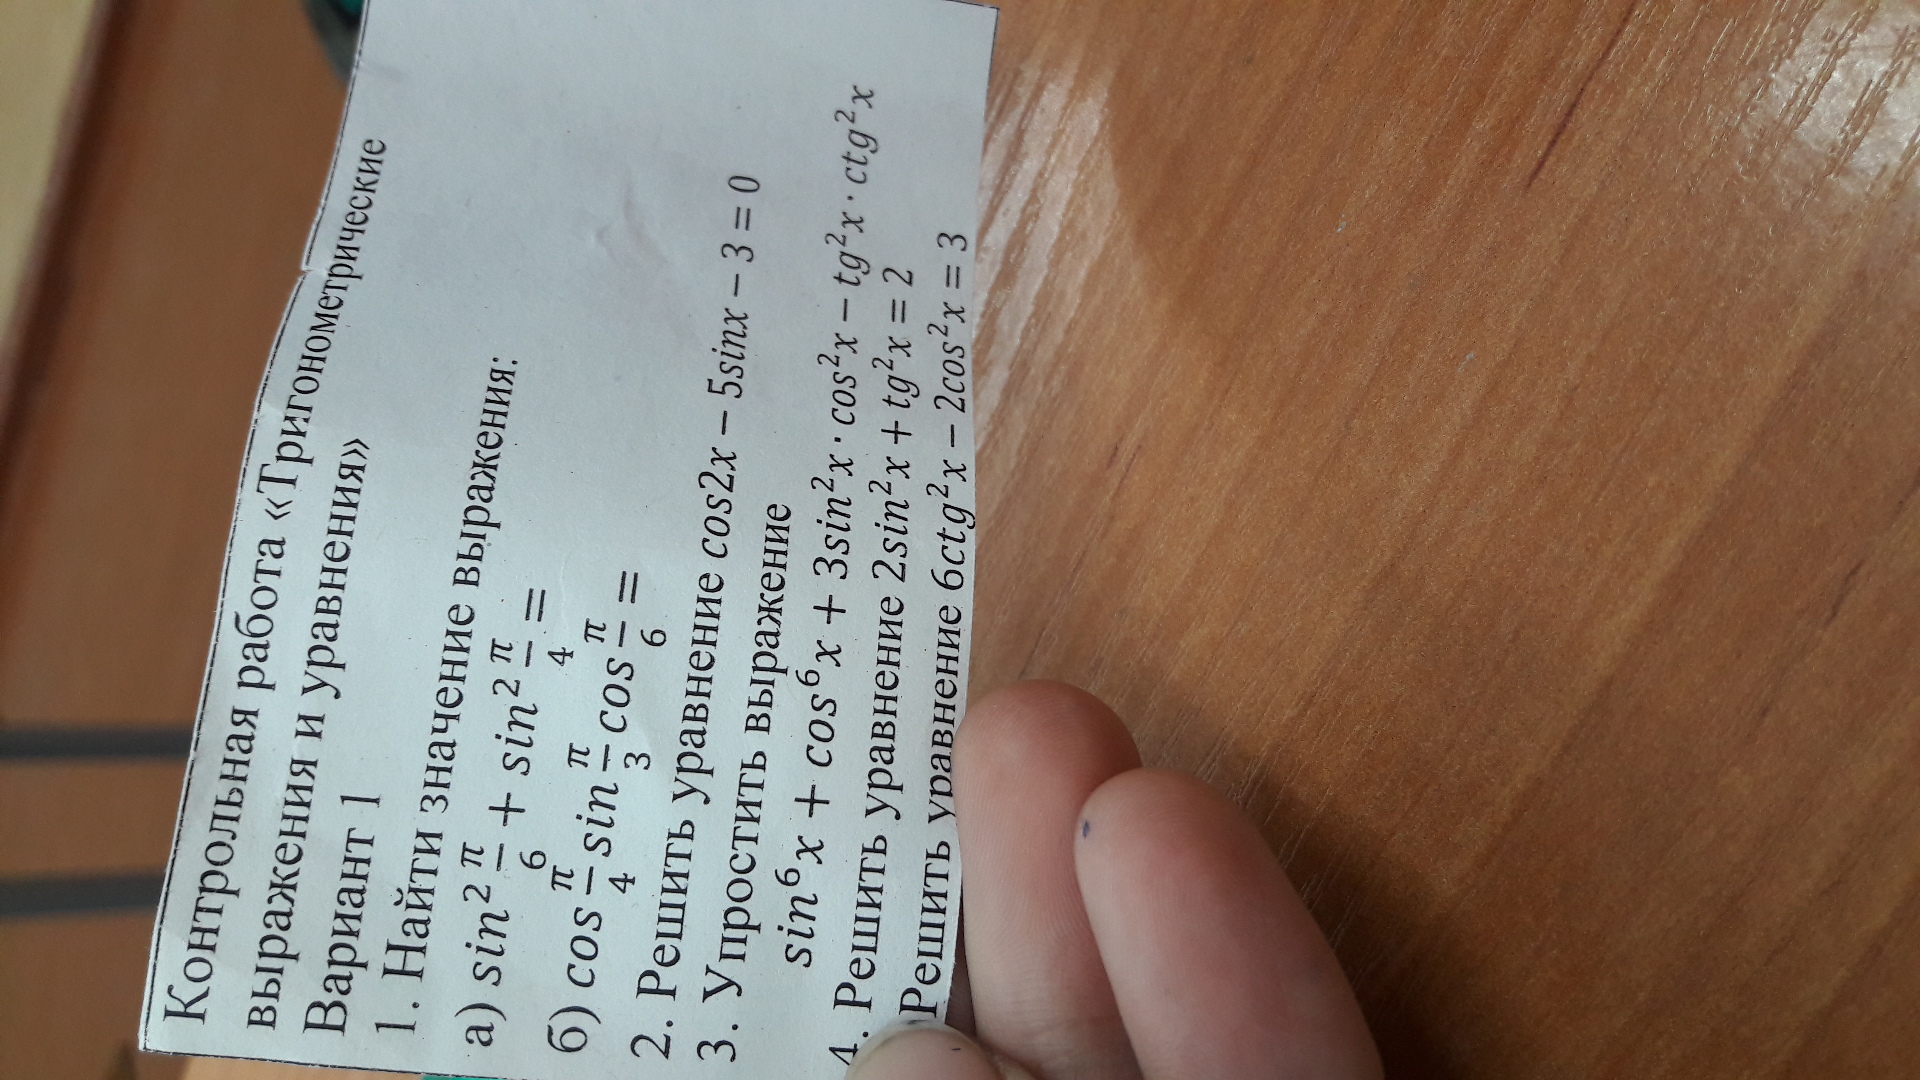 Контрольная работа «Тригонометрические
выражения и уравнения»
Вариант 1
1. Найти значение выражения:
а) sin² π/6 + sin² π/4 =
б) cos π/4 sin π/3 cos π/6 =
2. Решить уравнение cos2x − 5sinx − 3 = 0
3. Упростить выражение
sin⁶x + cos⁶x + 3sin²x · cos²x − tg²x · ctg²x
4. Решить уравнение 2sin²x + tg²x = 2
Решить уравнение 6ctg²x − 2cos²x = 3